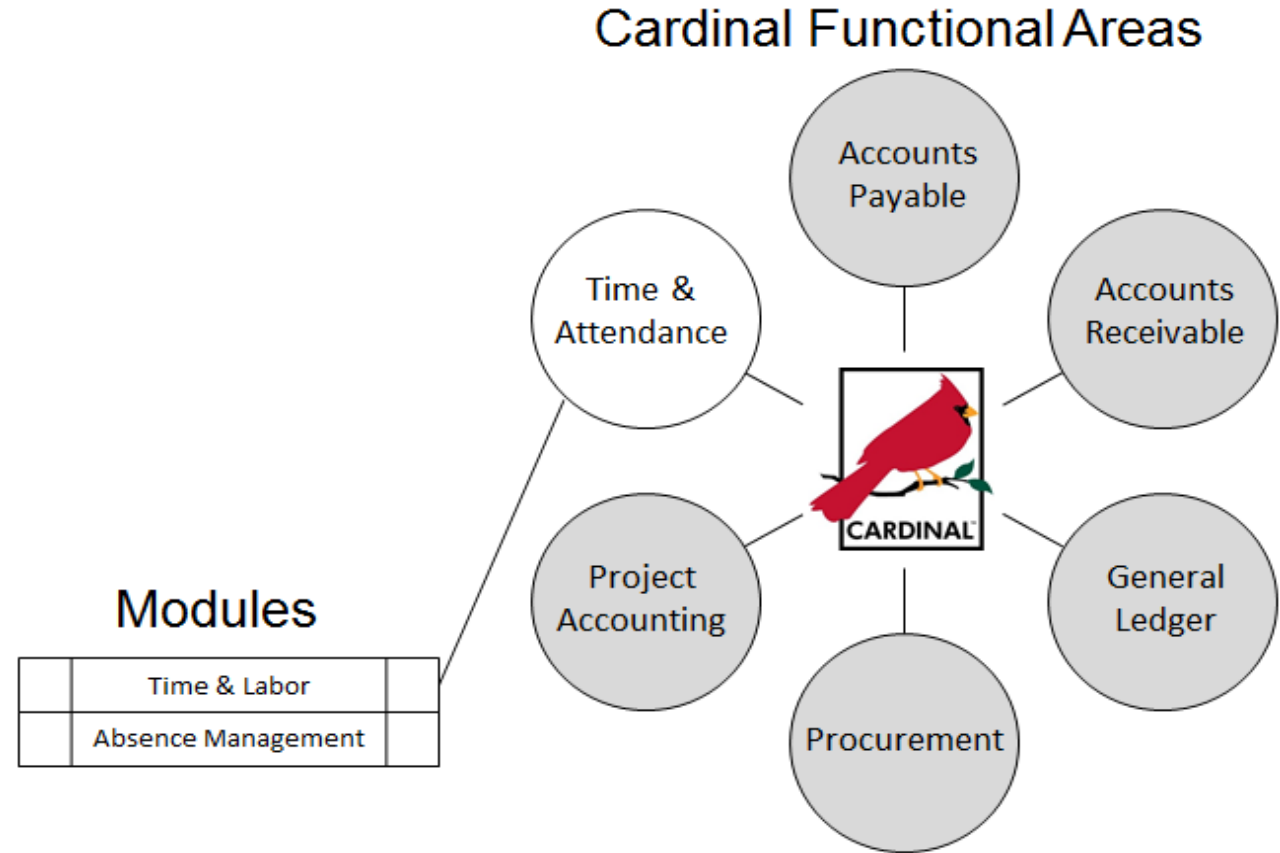 Cardinal Functional Areas
Accounts
Payable
Time &
Attendance
Accounts
Receivable
CARDINAL™
Project
Accounting
General
Ledger
Procurement
Modules
Time & Labor
Absence Management